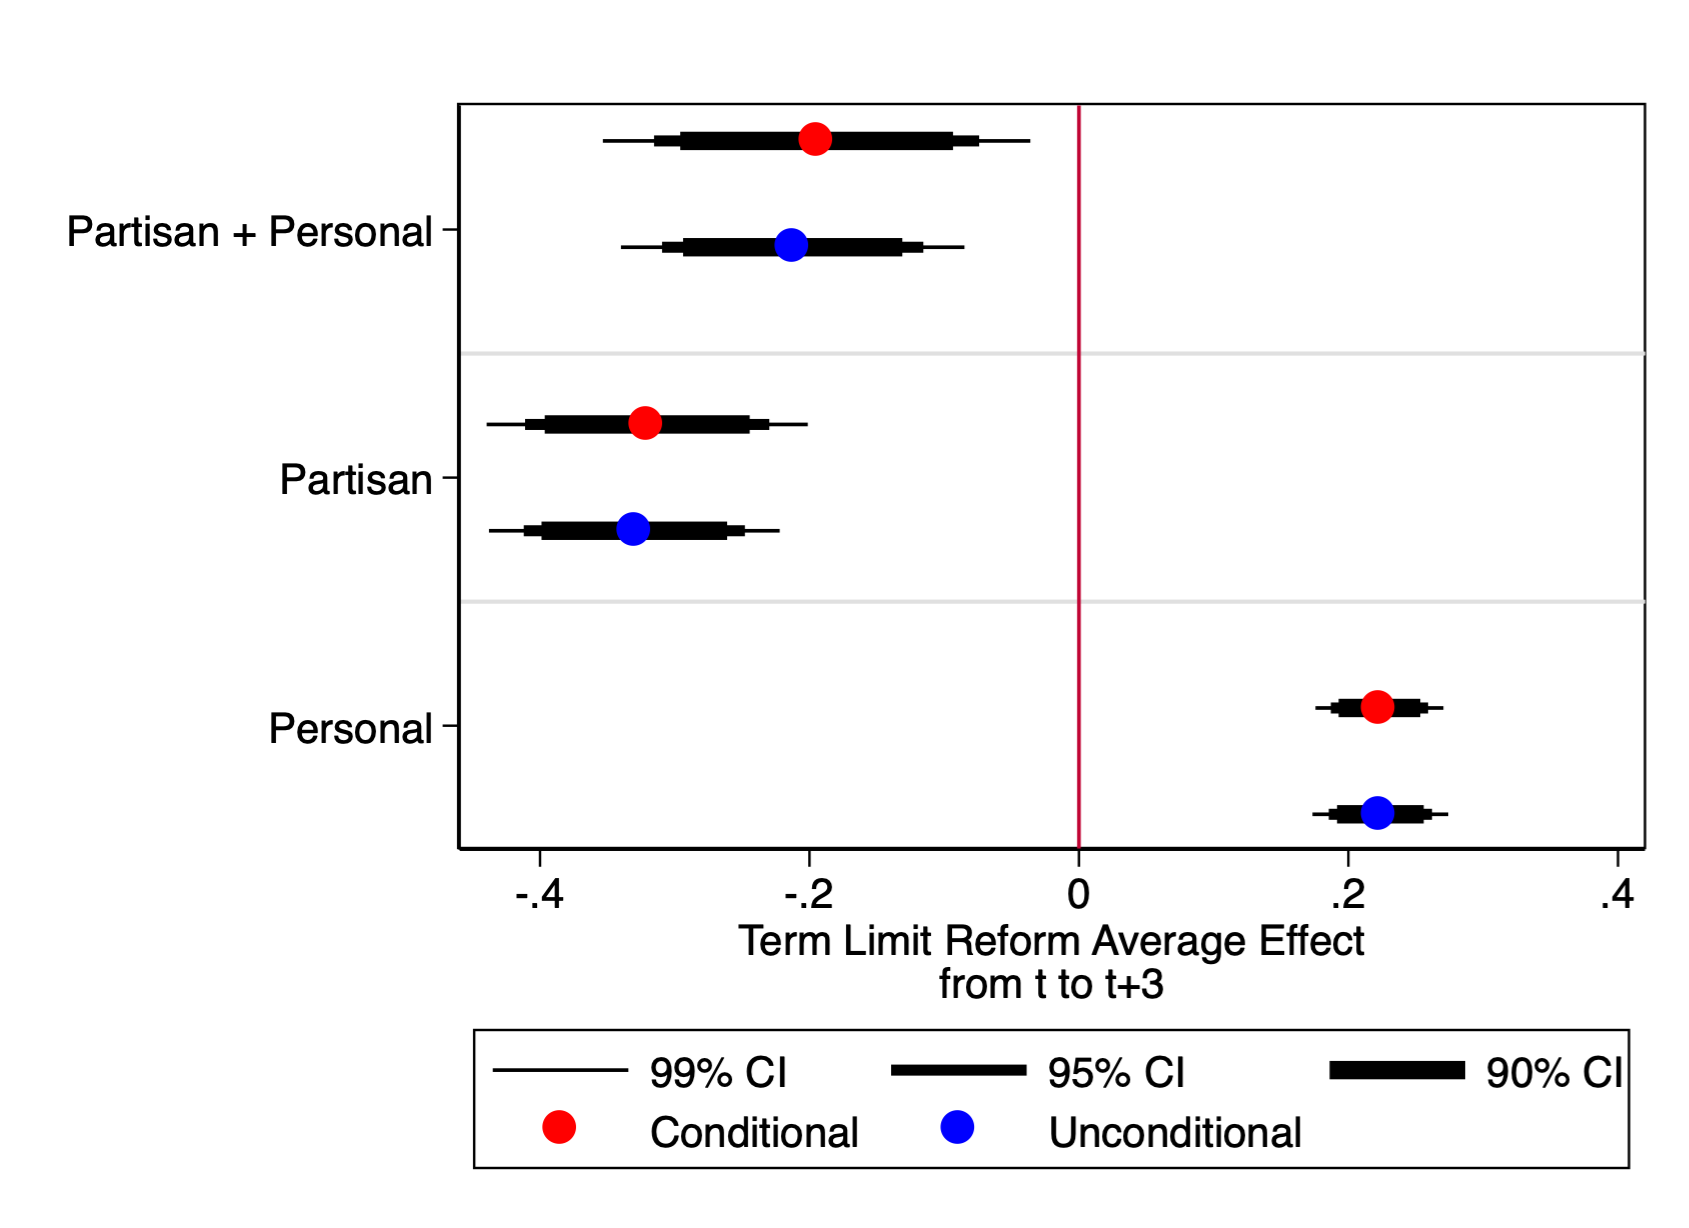 Partisan + Personal
Partisan
Personal
-.4 -.2 0 .2 .4
Term Limit Reform Average Effect
from t to t+3
99% CI 95% CI 90% CI
Conditional Unconditional